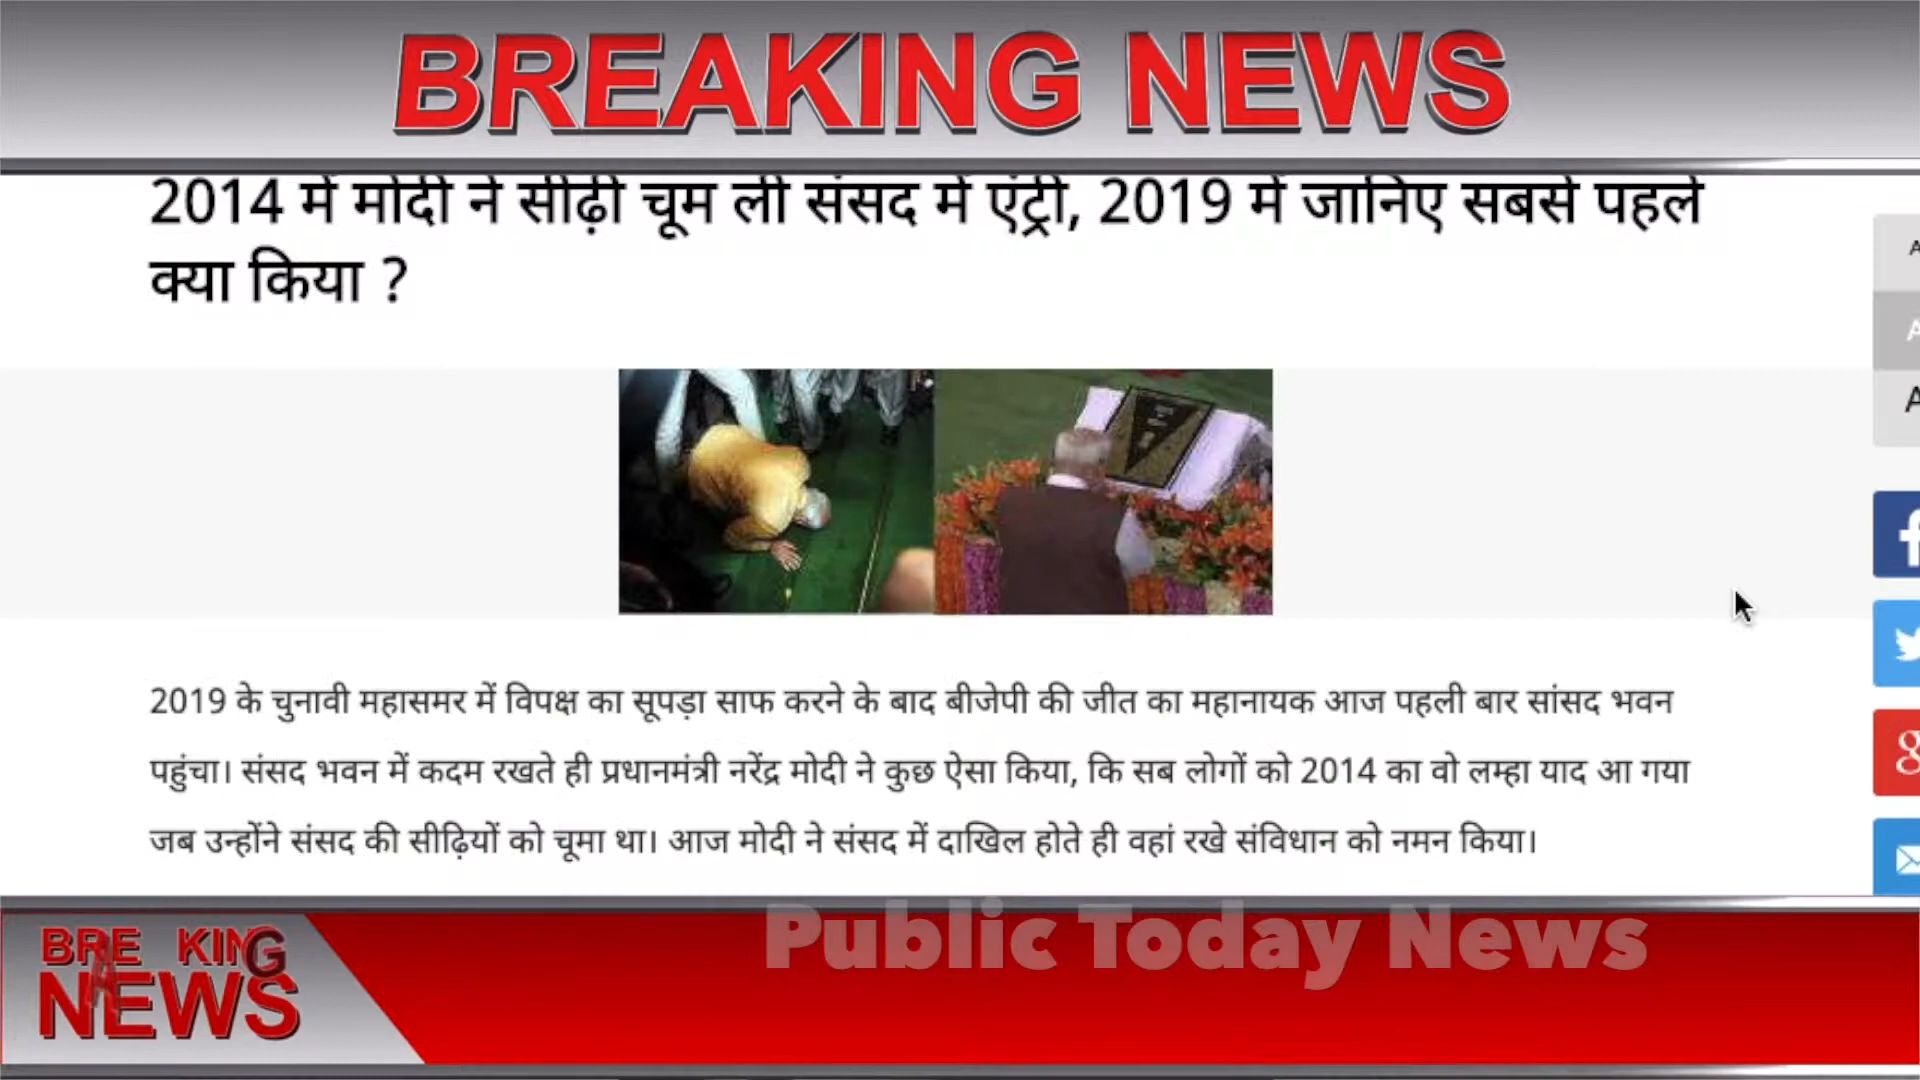 BREAKING NEWS
2014 में मोदी ने सीढ़ी चूम ली संसद में एंट्री, 2019 में जानिए सबसे पहले
क्या किया ?
A
A
A
2019 के चुनावी महासमर में विपक्ष का सूपड़ा साफ करने के बाद बीजेपी की जीत का महानायक आज पहली बार सांसद भवन
पहुंचा। संसद भवन में कदम रखते ही प्रधानमंत्री नरेंद्र मोदी ने कुछ ऐसा किया, कि सब लोगों को 2014 का वो लम्हा याद आ गया
जब उन्होंने संसद की सीढ़ियों को चूमा था। आज मोदी ने संसद में दाखिल होते ही वहां रखे संविधान को नमन किया।
Public Today News
BREAKING
NEWS